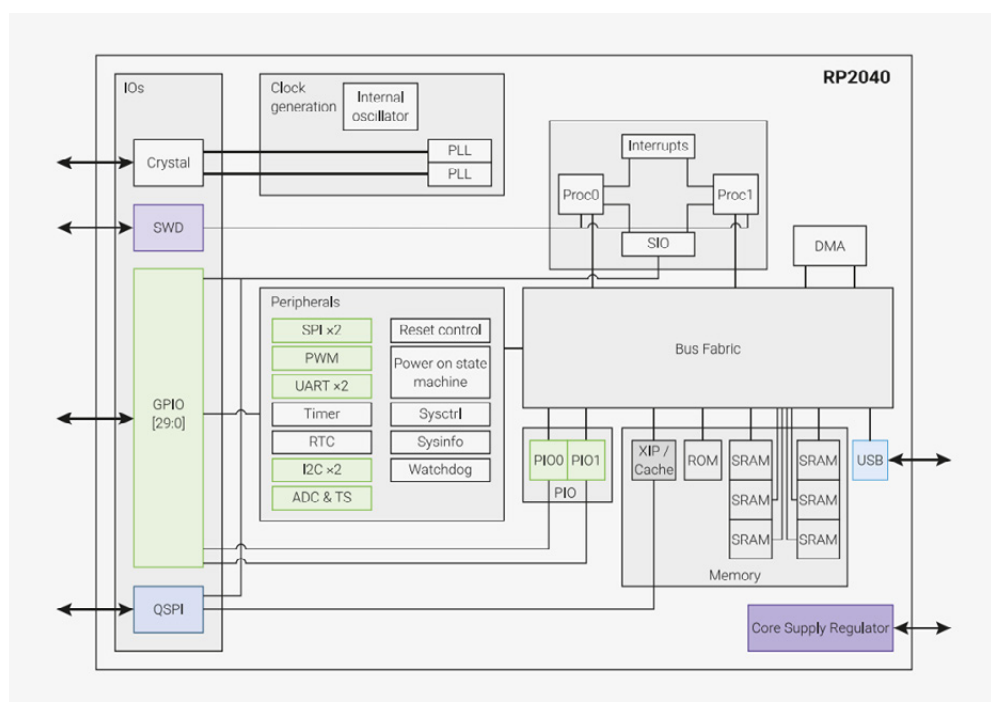 RP2040
IOs
Clock
generation
Internal
oscillator
Crystal
PLL
PLL
Interrupts
Proc0
Proc1
SWD
SIO
DMA
Peripherals
SPI ×2
PWM
UART ×2
Timer
RTC
I2C ×2
ADC & TS
Reset control
Power on state
machine
Sysctrl
Sysinfo
Watchdog
Bus Fabric
GPIO
[29:0]
PIO0
PIO1
PIO
XIP /
Cache
ROM
SRAM
SRAM
SRAM
SRAM
SRAM
SRAM
Memory
USB
QSPI
Core Supply Regulator